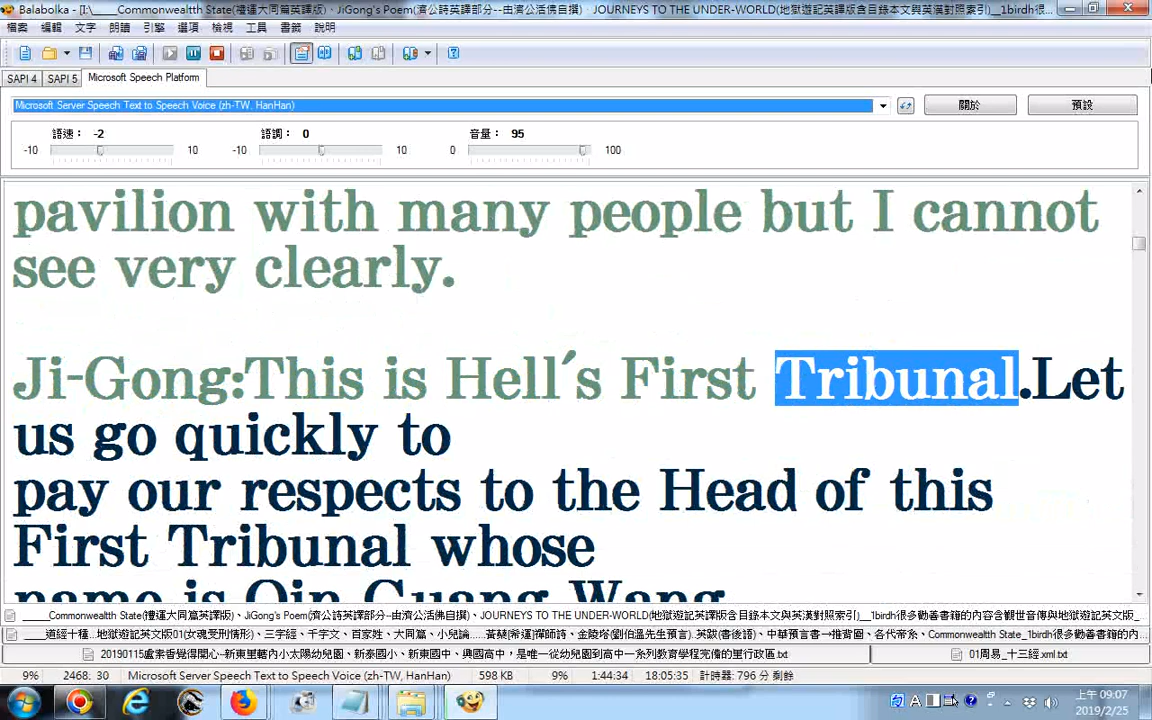 Balabolka - [I:\_____Commonwealtth State(禮運大同篇英譯版)、JiGong's Poem(濟公詩英譯部分--由濟公活佛自撰)、JOURNEYS TO THE UNDER-WORLD(地獄遊記英譯版含目錄本文與英漢對照索引)__1birdh很...
檔案 編輯 文字 朗讀 引擎 選項 檢視 工具 書籤 說明
SAPI 4 SAPI 5 Microsoft Speech Platform
Microsoft Server Speech Text to Speech Voice (zh-TW, HanHan)
關於 預設
語速： -2 語調： 0 音量： 95
-10 10 -10 10 0 100
pavilion with many people but I cannot
see very clearly.
Ji-Gong:This is Hell's First Tribunal.Let
us go quickly to
pay our respects to the Head of this
First Tribunal whose
name is Qin Guang Wang
_____Commonwealtth State(禮運大同篇英譯版)、JiGong's Poem(濟公詩英譯部分--由濟公活佛自撰)、JOURNEYS TO THE UNDER-WORLD(地獄遊記英譯版含目錄本文與英漢對照索引)__1birdh很多勸善書籍的內容含觀世音傳與地獄遊記英文版_
道經十種...地獄遊記英文版01(女魂受刑情形)、三字經、千字文、百家姓、大同篇、小兒論......黃蘗[希運]禪師詩、金陵塔(劉伯溫先生預言)、中華預言書—推背圖、各代帝系、Commonwealtth State_1birdh很多勸善書籍的內...
20190115盧素香覺得開心--新東里轄內小太陽幼兒園、新泰國小、新東國中、興國高中，是唯一從幼兒園到高中一系列教育學程完備的里行政區.txt 01周易_十三經.xml.txt
9% 2468: 30 Microsoft Server Speech Text to Speech Voice (zh-TW, HanHan) 598 KB 9% 1:44:34 18:05:35 計時器: 796 分 剩餘
上午 09:07
2019/2/25